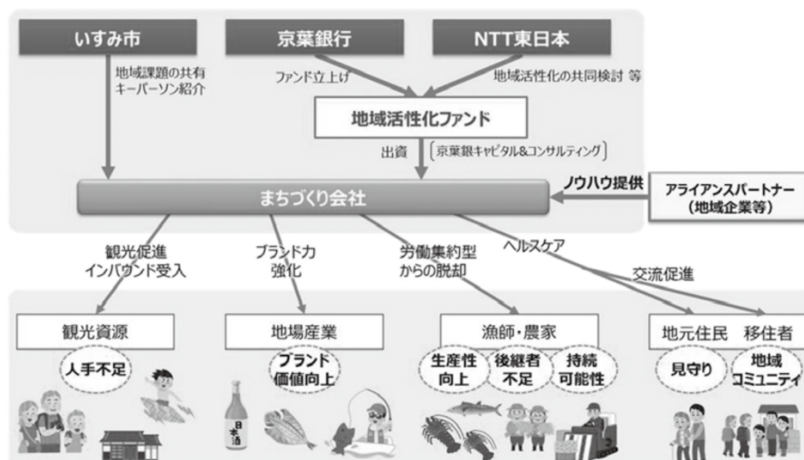 いすみ市
京葉銀行
NTT東日本
地域課題の共有
キーパーソン紹介
ファンド立上げ
地域活性化の共同検討 等
地域活性化ファンド
出資
京葉銀キャピタル&コンサルティング
まちづくり会社
ノウハウ提供
アライアンスパートナー
(地域企業等)
観光促進
インバウンド受入
ブランド力
強化
労働集約型
からの脱却
ヘルスケア
交流促進
観光資源
地場産業
漁師・農家
地元住民 移住者
人手不足
ブランド
価値向上
生産性
向上
後継者
不足
持続
可能性
見守り
地域
コミュニティ
日本酒